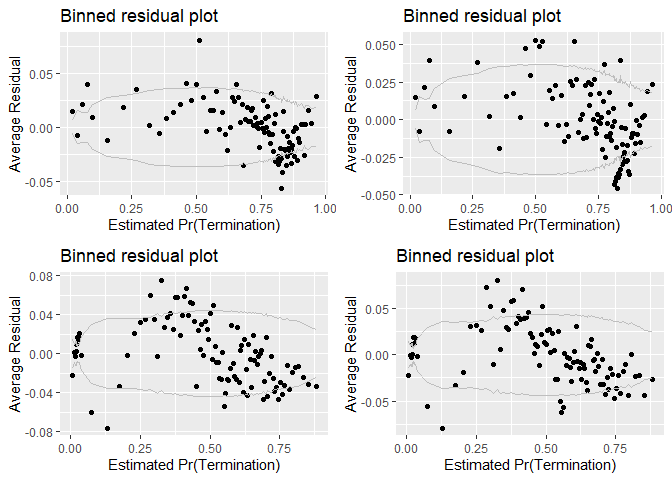 Binned residual plot
Average Residual
0.05
0.00
-0.05
0.00
0.25
0.50
0.75
1.00
Estimated Pr(Termination)
Binned residual plot
Average Residual
0.050
0.025
0.000
-0.025
-0.050
0.00
0.25
0.50
0.75
1.00
Estimated Pr(Termination)
Binned residual plot
Average Residual
0.08
0.04
0.00
-0.04
-0.08
0.00
0.25
0.50
0.75
Estimated Pr(Termination)
Binned residual plot
Average Residual
0.05
0.00
-0.05
0.00
0.25
0.50
0.75
Estimated Pr(Termination)